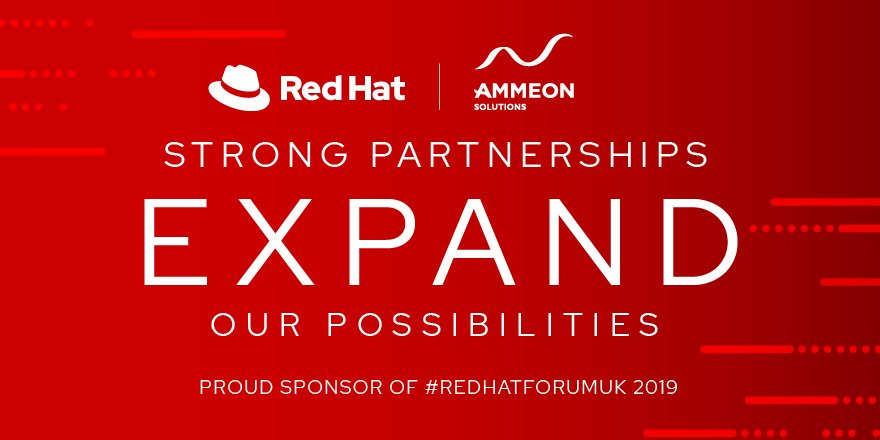 Red Hat
AMMEON
SOLUTIONS
STRONG PARTNERSHIPS
EXPAND
OUR POSSIBILITIES
PROUD SPONSOR OF #REDHATFORUMUK 2019